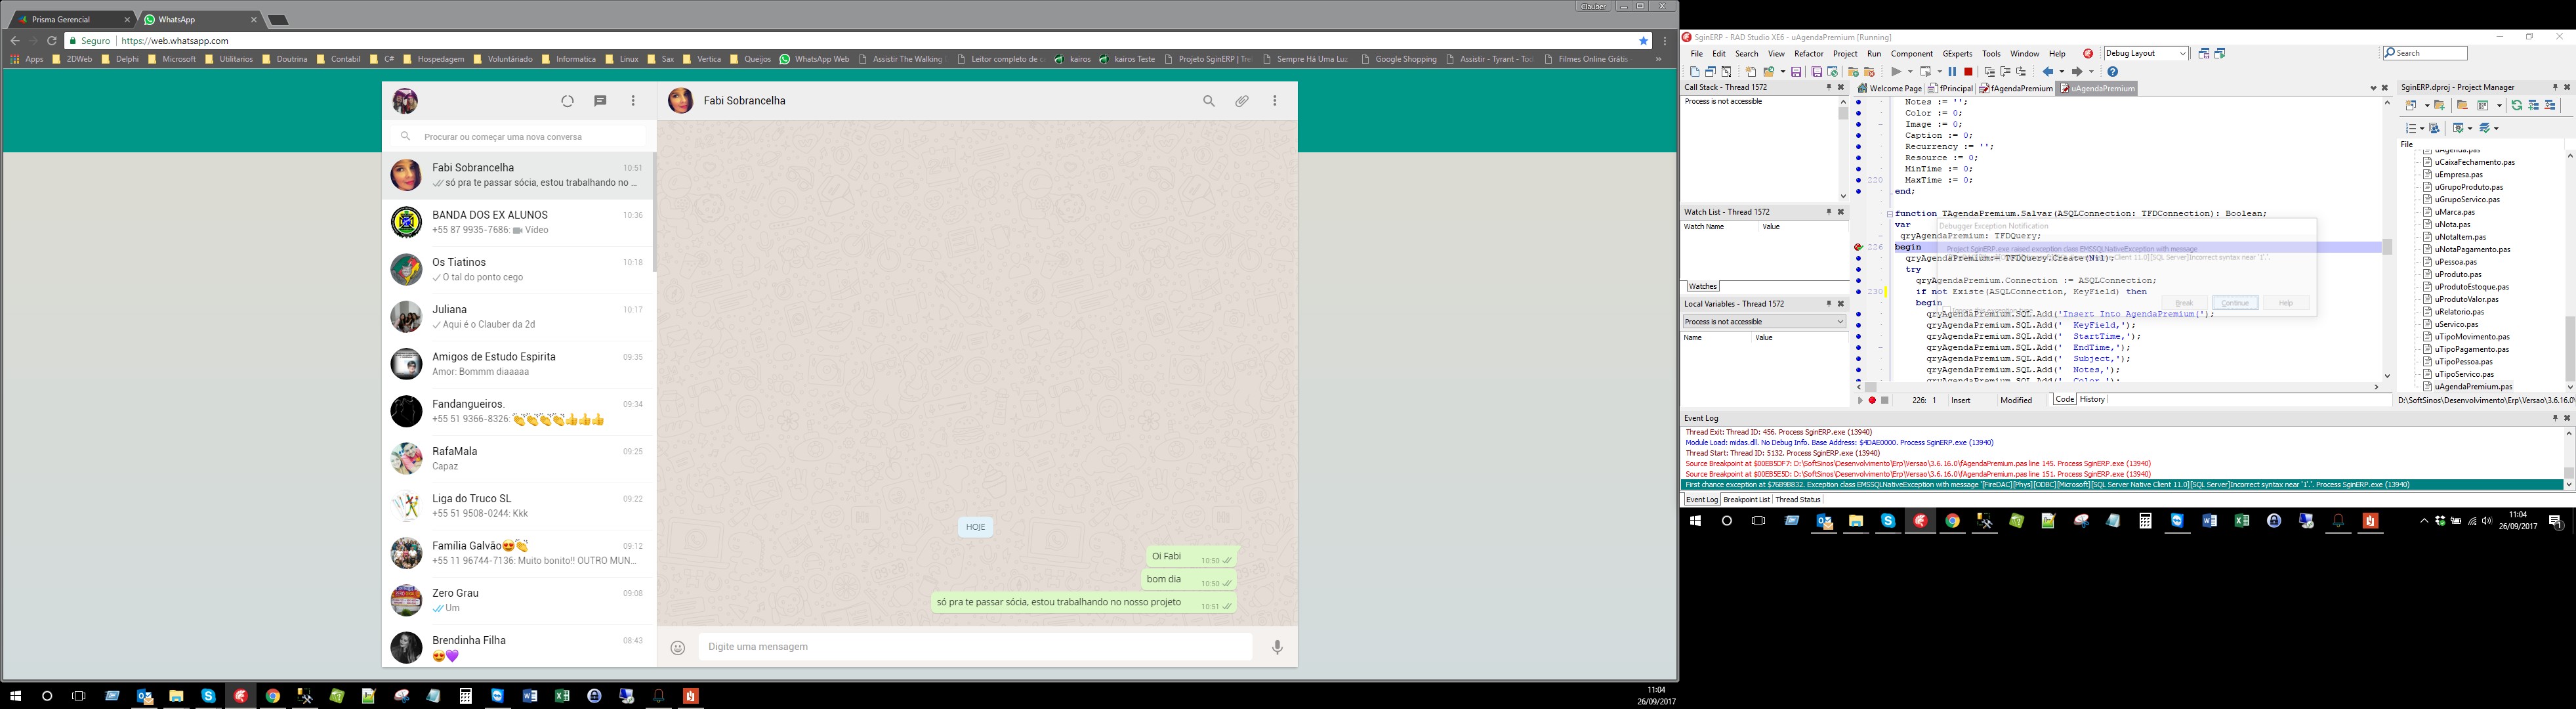 Prisma Gerencial
WhatsApp
Clauber
Seguro
https://web.whatsapp.com
Apps 2DWeb Delphi Microsoft Utilitarios Doutrina Contabil C# Hospedagem Voluntáriado Informatica Linux Sax Vertica Queijos WhatsApp Web Assistir The Walking Leitor completo de c kairos kairos Teste Projeto SginERP | Tre Sempre Há Uma Luz Google Shopping Assistir - Tyrant - Tod Filmes Online Grátis »
Procurar ou começar uma nova conversa
Fabi Sobrancelha 10:51
só pra te passar sócia, estou trabalhando no ...
BANDA DOS EX ALUNOS 10:36
+55 87 9935-7686: Vídeo
Os Tiatinos 10:18
O tal do ponto cego
Juliana 10:17
Aqui é o Clauber da 2d
Amigos de Estudo Espirita 09:35
Amor: Bommm diaaaaa
Fandangueiros. 09:34
+55 51 9366-8326: 👏👏👏👏👍👍👍
RafaMala 09:25
Capaz
Liga do Truco SL 09:22
+55 51 9508-0244: Kkk
Família Galvão😍👏 09:12
+55 11 96744-7136: Muito bonito!! OUTRO MUN...
Zero Grau 09:08
Um
Brendinha Filha 08:43
😍💜
Fabi Sobrancelha
HOJE
Oi Fabi 10:50
bom dia 10:50
só pra te passar sócia, estou trabalhando no nosso projeto 10:51
Digite uma mensagem
11:04
26/09/2017
SginERP - RAD Studio XE6 - uAgendaPremium [Running]
File Edit Search View Refactor Project Run Component GExperts Tools Window Help
Debug Layout
Search
Call Stack - Thread 1572
Process is not accessible
Watch List - Thread 1572
Watch Name Value
Watches
Local Variables - Thread 1572
Process is not accessible
Name Value
Welcome Page fPrincipal fAgendaPremium uAgendaPremium
Notes := '';
Color := 0;
Image := 0;
Caption := 0;
Recurrency := '';
Resource := 0;
MinTime := 0;
220 MaxTime := 0;
end;
function TAgendaPremium.Salvar(ASQLConnection: TFDConnection): Boolean;
var
qryAgendaPremium: TFDQuery;
226 begin
qryAgendaPremium:= TFDQuery.Create(Nil);
try
qryAgendaPremium.Connection := ASQLConnection;
230 if not Existe(ASQLConnection, KeyField) then
begin
qryAgendaPremium.SQL.Add('Insert Into AgendaPremium(');
qryAgendaPremium.SQL.Add(' KeyField,');
qryAgendaPremium.SQL.Add(' StartTime,');
qryAgendaPremium.SQL.Add(' EndTime,');
qryAgendaPremium.SQL.Add(' Subject,');
qryAgendaPremium.SQL.Add(' Notes,');
qryAgendaPremium.SQL.Add(' Color,');
Debugger Exception Notification
Project SginERP.exe raised exception class EMSSQLNativeException with message
Client 11.0][SQL Server]Incorrect syntax near '1'.'.
Break Continue Help
226: 1 Insert Modified Code History
SginERP.dproj - Project Manager
File
uAgenda.pas
uCaixaFechamento.pas
uEmpresa.pas
uGrupoProduto.pas
uGrupoServico.pas
uMarca.pas
uNota.pas
uNotaItem.pas
uNotaPagamento.pas
uPessoa.pas
uProduto.pas
uProdutoEstoque.pas
uProdutoValor.pas
uRelatorio.pas
uServico.pas
uTipoMovimento.pas
uTipoPagamento.pas
uTipoPessoa.pas
uTipoServico.pas
uAgendaPremium.pas
D:\SoftSinos\Desenvolvimento\Erp\Versao\3.6.16.0\
Event Log
Thread Exit: Thread ID: 456. Process SginERP.exe (13940)
Module Load: midas.dll. No Debug Info. Base Address: $4DAE0000. Process SginERP.exe (13940)
Thread Start: Thread ID: 5132. Process SginERP.exe (13940)
Source Breakpoint at $00EB5DF7: D:\SoftSinos\Desenvolvimento\Erp\Versao\3.6.16.0\fAgendaPremium.pas line 145. Process SginERP.exe (13940)
Source Breakpoint at $00EB5E5D: D:\SoftSinos\Desenvolvimento\Erp\Versao\3.6.16.0\fAgendaPremium.pas line 151. Process SginERP.exe (13940)
First chance exception at $76B9B832. Exception class EMSSQLNativeException with message '[FireDAC][Phys][ODBC][Microsoft][SQL Server Native Client 11.0][SQL Server]Incorrect syntax near '1'.'. Process SginERP.exe (13940)
Event Log Breakpoint List Thread Status
11:04
26/09/2017